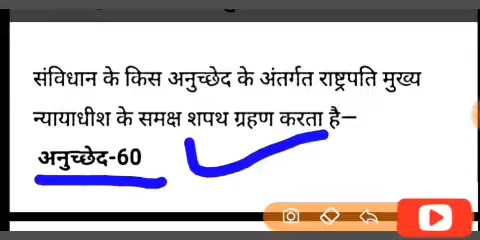 संविधान के किस अनुच्छेद के अंतर्गत राष्ट्रपति मुख्य
न्यायाधीश के समक्ष शपथ ग्रहण करता है–
अनुच्छेद-60